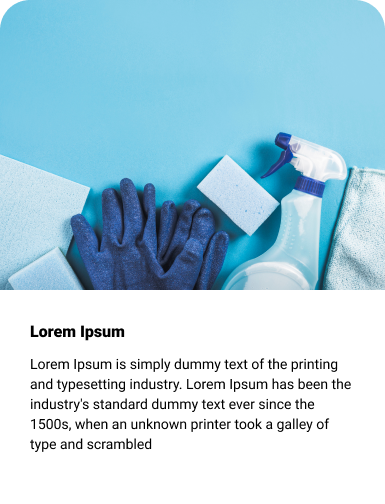 Lorem Ipsum
Lorem Ipsum is simply dummy text of the printing
and typesetting industry. Lorem Ipsum has been the
industry's standard dummy text ever since the
1500s, when an unknown printer took a galley of
type and scrambled